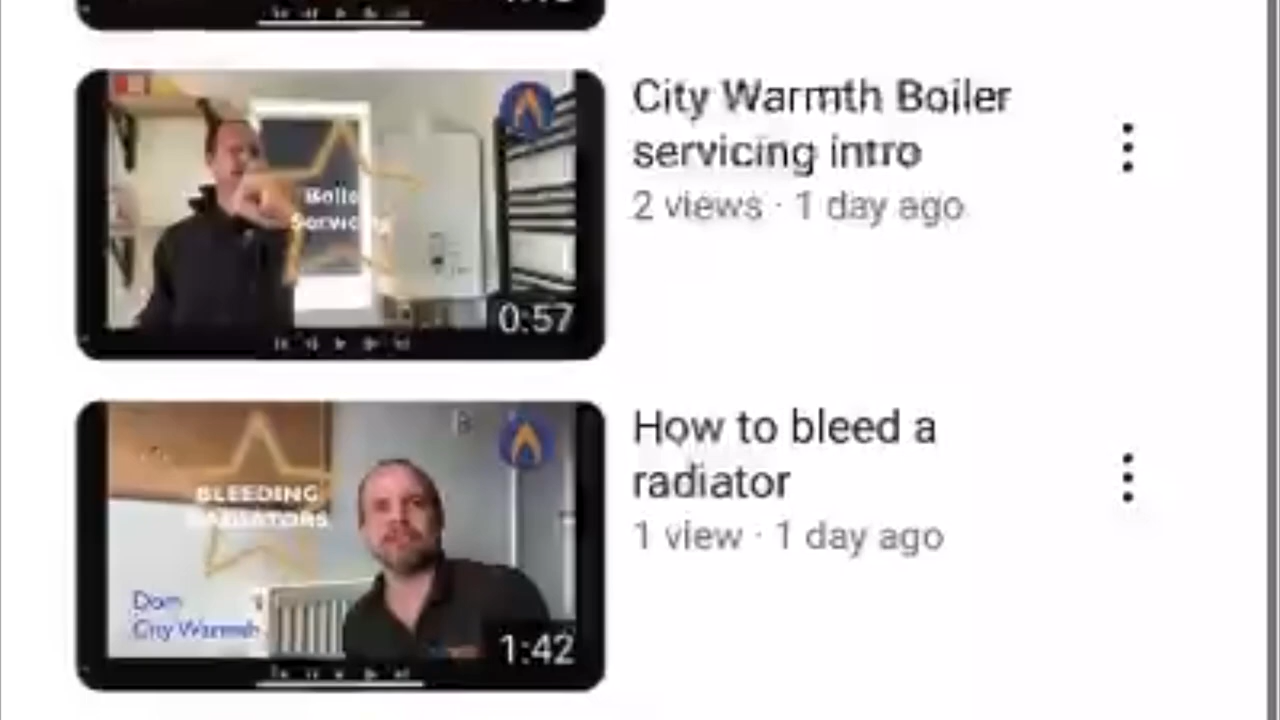 City Warmth Boiler
servicing intro
2 views · 1 day ago
0:57
BLEEDING
RADIATORS
Dom
City Warmth
1:42
How to bleed a
radiator
1 view · 1 day ago